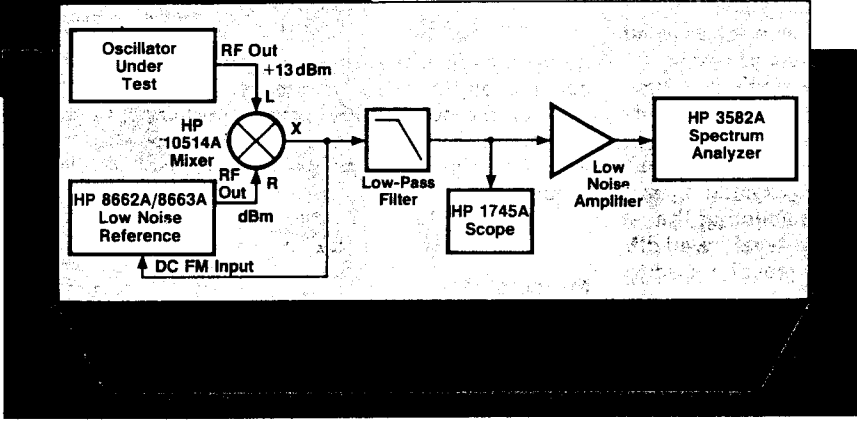 Oscillator
Under
Test
RF Out
+13 dBm
L
HP
10514A
Mixer
X
RF
Out
R
HP 8662A/8663A
Low Noise
Reference
dBm
DC FM Input
Low-Pass
Filter
HP 1745A
Scope
Low
Noise
Amplifier
HP 3582A
Spectrum
Analyzer